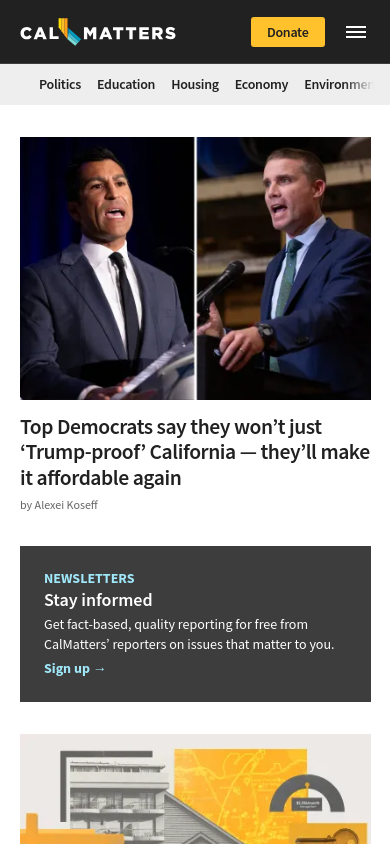 CAL MATTERS
Donate
Politics Education Housing Economy
Top Democrats say they won’t just
‘Trump-proof’ California — they’ll make
it affordable again
by Alexei Koseff
NEWSLETTERS
Stay informed
Get fact-based, quality reporting for free from
CalMatters’ reporters on issues that matter to you.
Sign up →